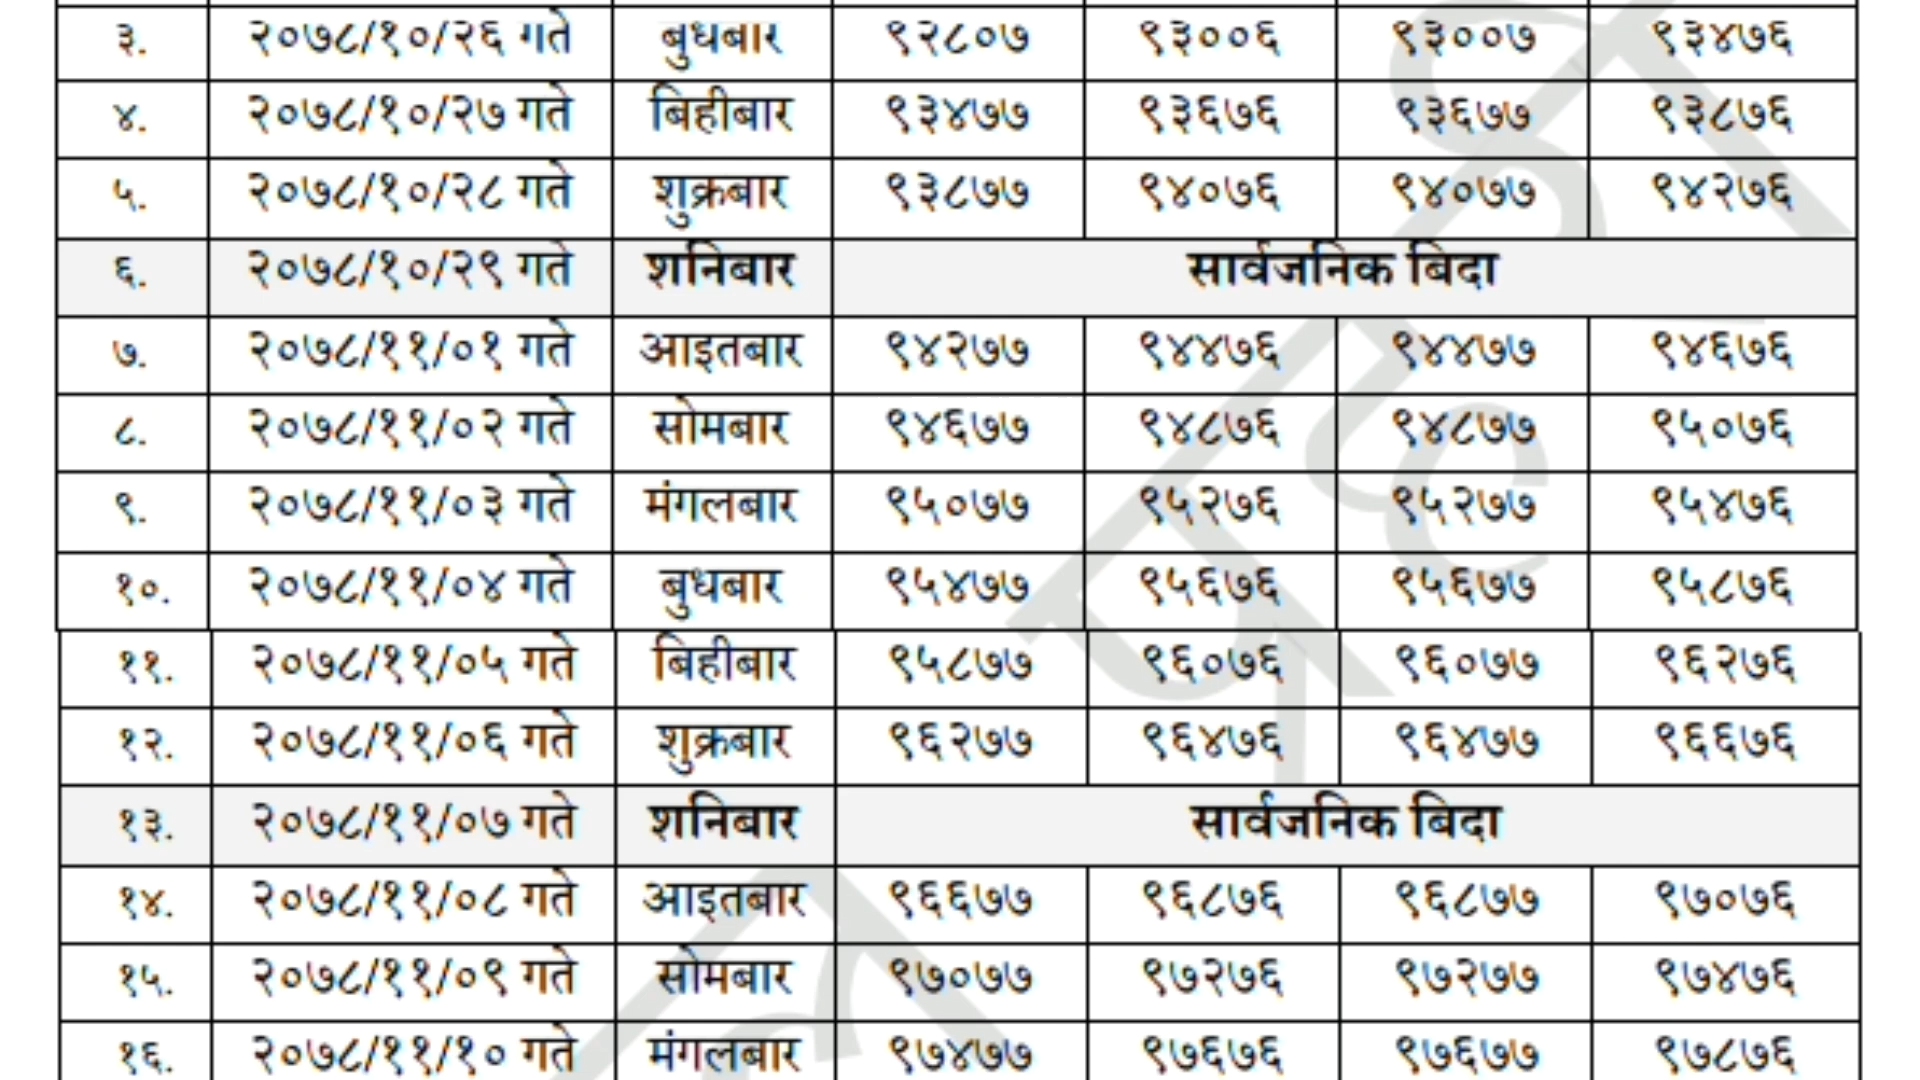 ३. २०७८/१०/२६ गते बुधबार ९२८०७ ९३००६ ९३००७ ९३४७६
४. २०७८/१०/२७ गते बिहीबार ९३४७७ ९३६७६ ९३६७७ ९३८७६
५. २०७८/१०/२८ गते शुक्रबार ९३८७७ ९४०७६ ९४०७७ ९४२७६
६. २०७८/१०/२९ गते शनिबार सार्वजनिक बिदा
७. २०७८/११/०१ गते आइतबार ९४२७७ ९४४७६ ९४४७७ ९४६७६
८. २०७८/११/०२ गते सोमबार ९४६७७ ९४८७६ ९४८७७ ९५०७६
९. २०७८/११/०३ गते मंगलबार ९५०७७ ९५२७६ ९५२७७ ९५४७६
१०. २०७८/११/०४ गते बुधबार ९५४७७ ९५६७६ ९५६७७ ९५८७६
११. २०७८/११/०५ गते बिहीबार ९५८७७ ९६०७६ ९६०७७ ९६२७६
१२. २०७८/११/०६ गते शुक्रबार ९६२७७ ९६४७६ ९६४७७ ९६६७६
१३. २०७८/११/०७ गते शनिबार सार्वजनिक बिदा
१४. २०७८/११/०८ गते आइतबार ९६६७७ ९६८७६ ९६८७७ ९७०७६
१५. २०७८/११/०९ गते सोमबार ९७०७७ ९७२७६ ९७२७७ ९७४७६
१६. २०७८/११/१० गते मंगलबार ९७४७७ ९७६७६ ९७६७७ ९७८७६